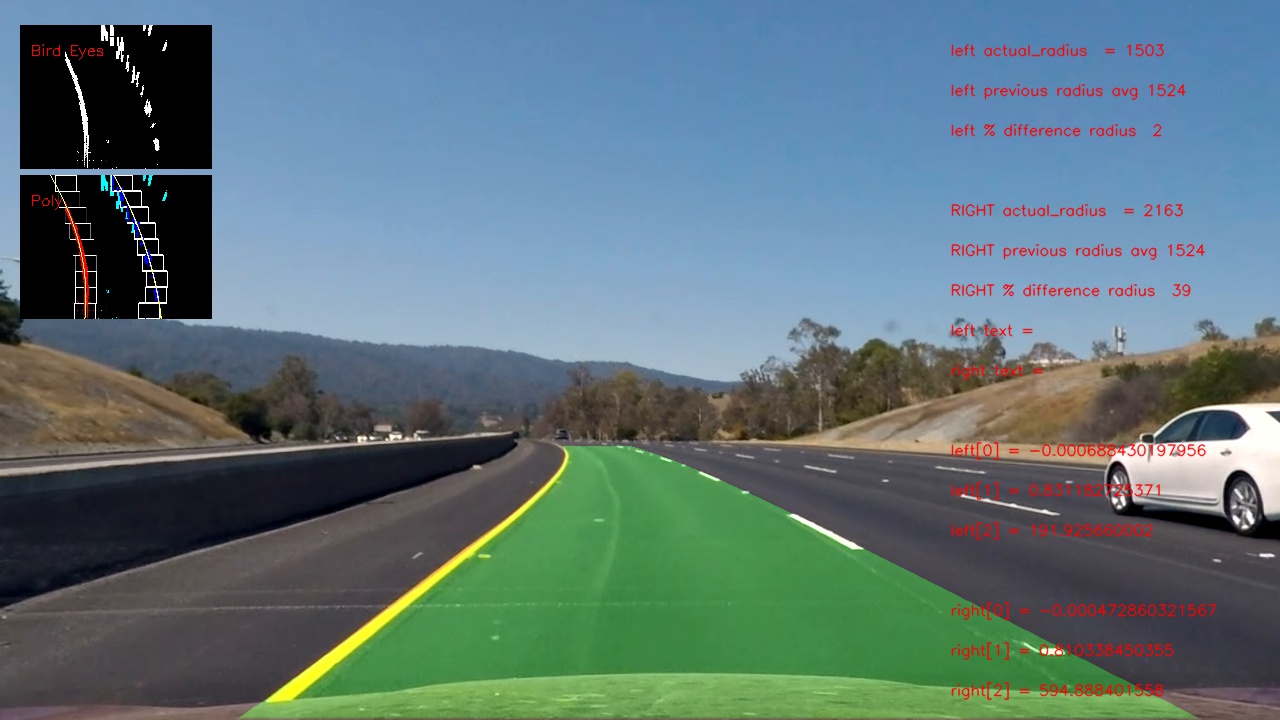 Bird Eyes
Poly
left actual_radius = 1503
left previous radius avg 1524
left % difference radius 2
RIGHT actual_radius = 2163
RIGHT previous radius avg 1524
RIGHT % difference radius 39
left text =
right text =
left[0] = -0.000688430197956
left[1] = 0.831182725371
left[2] = 191.925660002
right[0] = -0.000472860321567
right[1] = 0.810338450355
right[2] = 594.888401558